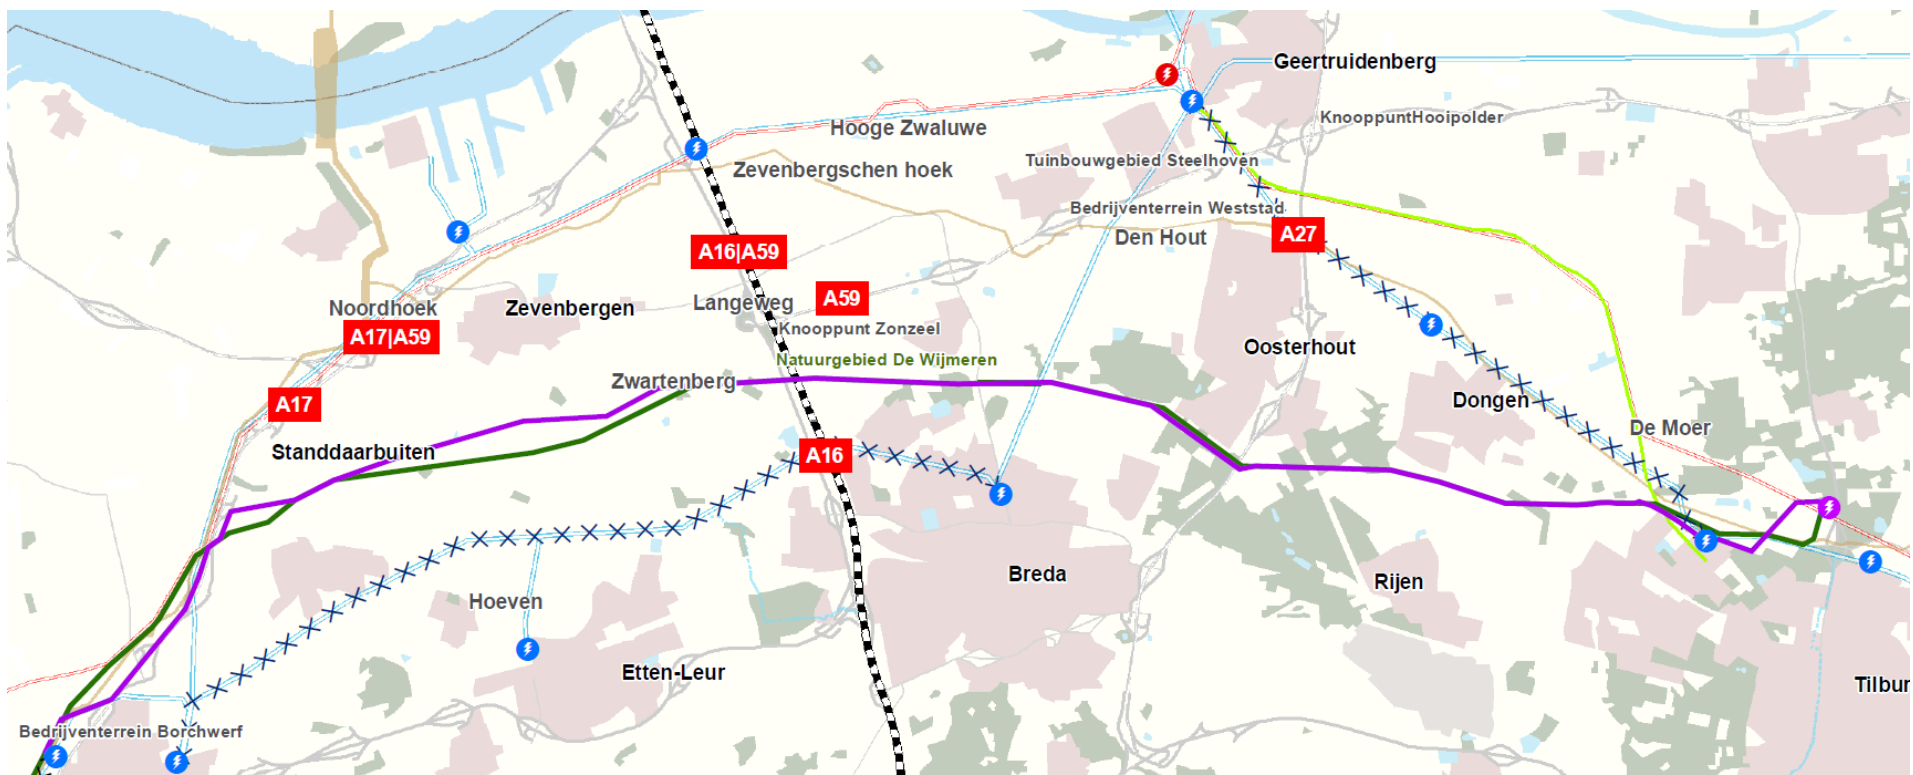 Geertruidenberg
KnooppuntHooipolder
Hooge Zwaluwe
Tuinbouwgebied Steelhoven
Zevenbergschen hoek
Bedrijventerrein Weststad
Den Hout
A27
A16|A59
A59
Noordhoek
Zevenbergen
Langeweg
A17|A59
Knooppunt Zonzeel
Oosterhout
Natuurgebied De Wijmeren
Zwartenberg
A17
Dongen
De Moer
Standdaarbuiten
A16
Breda
Rijen
Hoeven
Etten-Leur
Tilbur
Bedrijventerrein Borchwerf